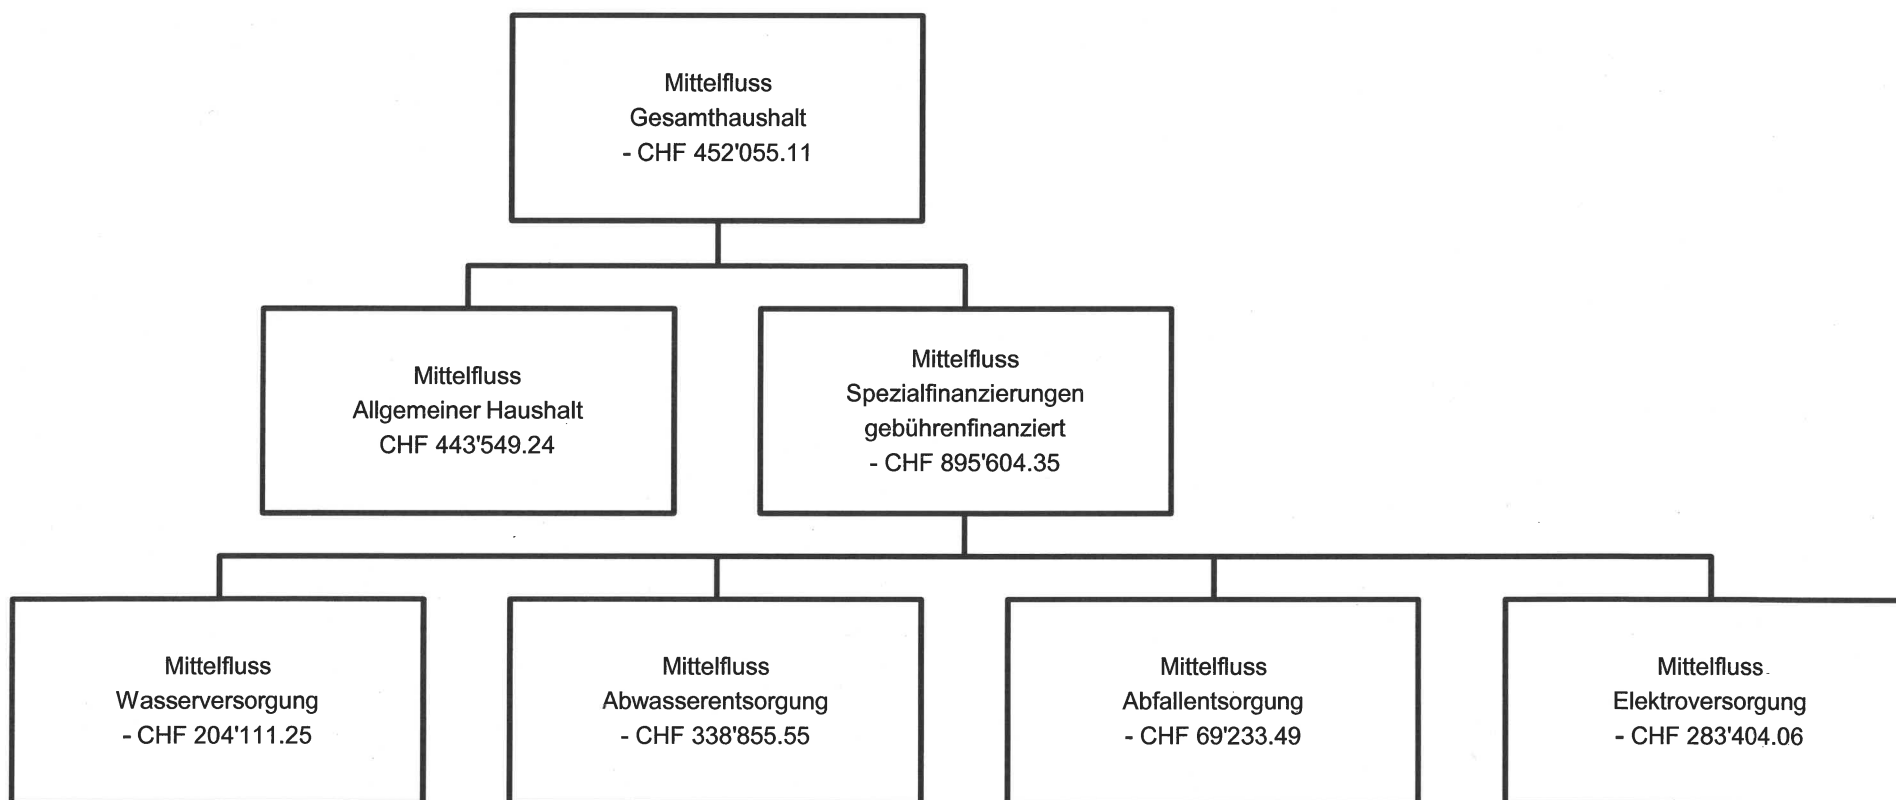 Mittelfluss
Gesamthaushalt
- CHF 452'055.11
Mittelfluss
Allgemeiner Haushalt
CHF 443'549.24
Mittelfluss
Spezialfinanzierungen
gebührenfinanziert
- CHF 895'604.35
Mittelfluss
Wasserversorgung
- CHF 204'111.25
Mittelfluss
Abwasserentsorgung
- CHF 338'855.55
Mittelfluss
Abfallentsorgung
- CHF 69'233.49
Mittelfluss
Elektroversorgung
- CHF 283'404.06